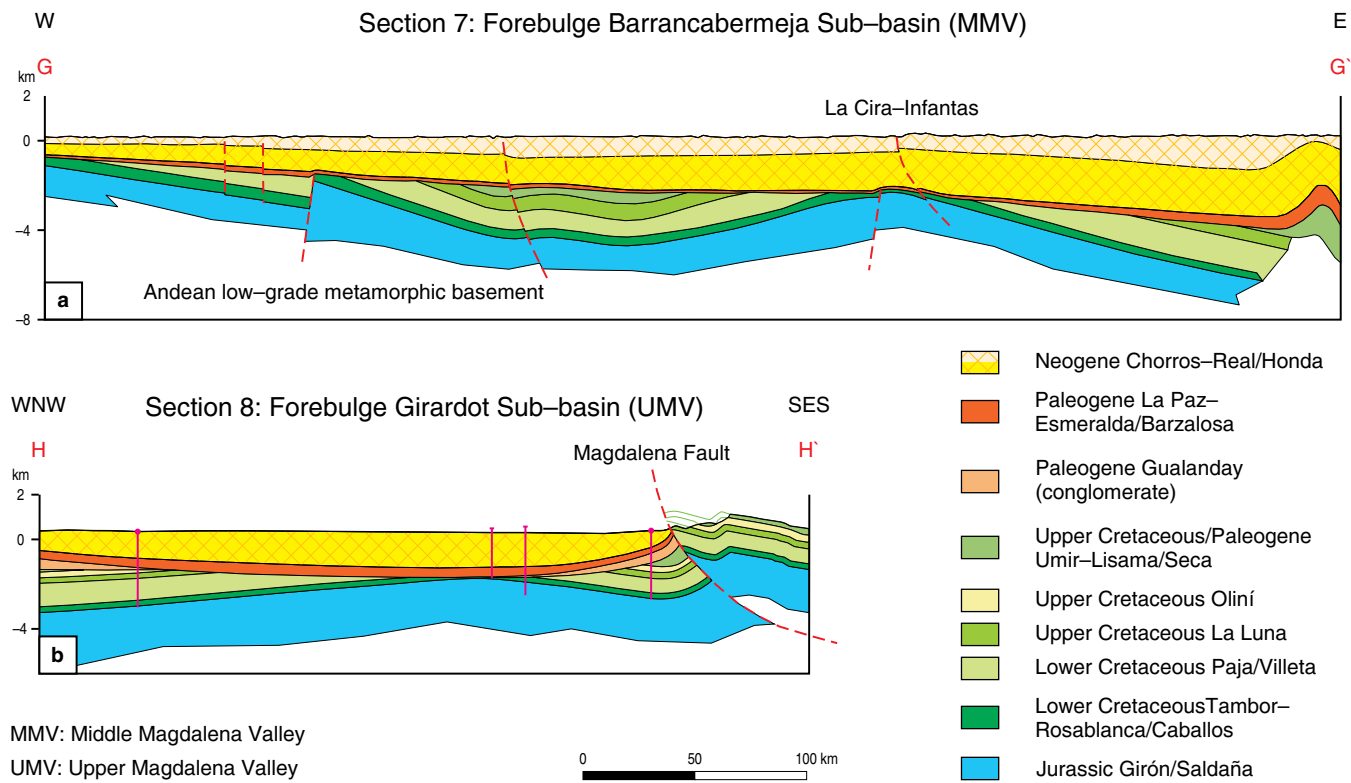 W
Section 7: Forebulge Barrancabermeja Sub–basin (MMV)
E
km
G
G`
2
La Cira–Infantas
0
–4
Andean low–grade metamorphic basement
a
–8
Neogene Chorros–Real/Honda
WNW
Section 8: Forebulge Girardot Sub–basin (UMV)
SES
Paleogene La Paz–
Esmeralda/Barzalosa
H
Magdalena Fault
H`
km
Paleogene Gualanday
(conglomerate)
2
0
Upper Cretaceous/Paleogene
Umir–Lisama/Seca
Upper Cretaceous Oliní
–4
Upper Cretaceous La Luna
b
Lower Cretaceous Paja/Villeta
Lower CretaceousTambor–
Rosablanca/Caballos
MMV: Middle Magdalena Valley
0 50 100 km
UMV: Upper Magdalena Valley
Jurassic Girón/Saldaña